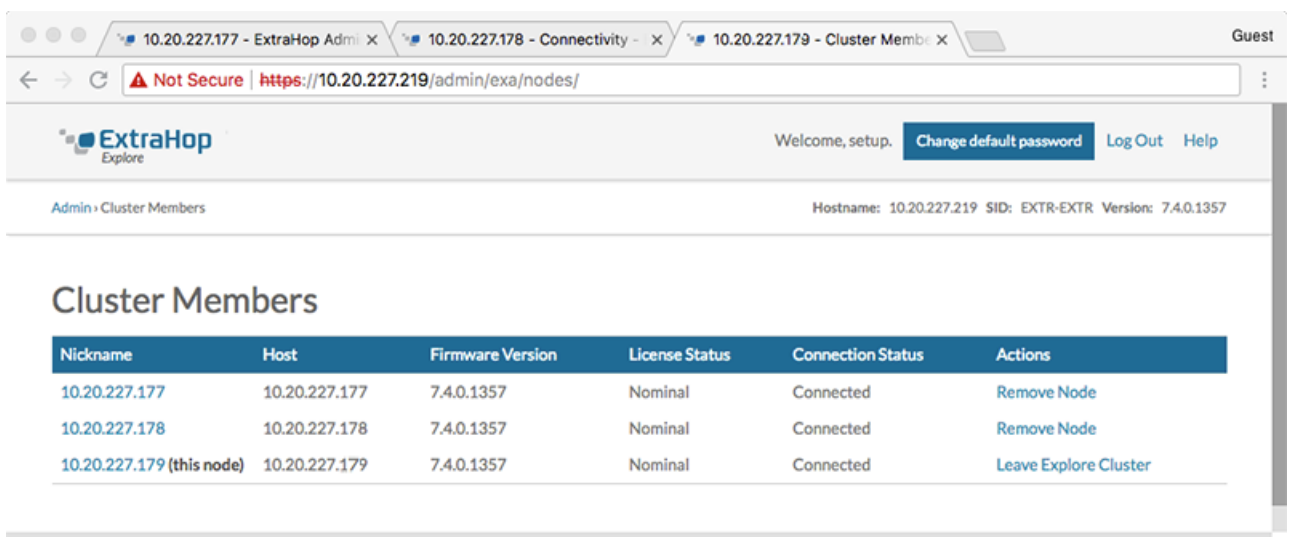 10.20.227.177 - ExtraHop Admi 10.20.227.178 - Connectivity - 10.20.227.179 - Cluster Membe Guest
Not Secure | https://10.20.227.219/admin/exa/nodes/
ExtraHop
Explore
Welcome, setup. Change default password Log Out Help
Admin › Cluster Members Hostname: 10.20.227.219 SID: EXTR-EXTR Version: 7.4.0.1357
Cluster Members
Nickname Host Firmware Version License Status Connection Status Actions
10.20.227.177 10.20.227.177 7.4.0.1357 Nominal Connected Remove Node
10.20.227.178 10.20.227.178 7.4.0.1357 Nominal Connected Remove Node
10.20.227.179 (this node) 10.20.227.179 7.4.0.1357 Nominal Connected Leave Explore Cluster